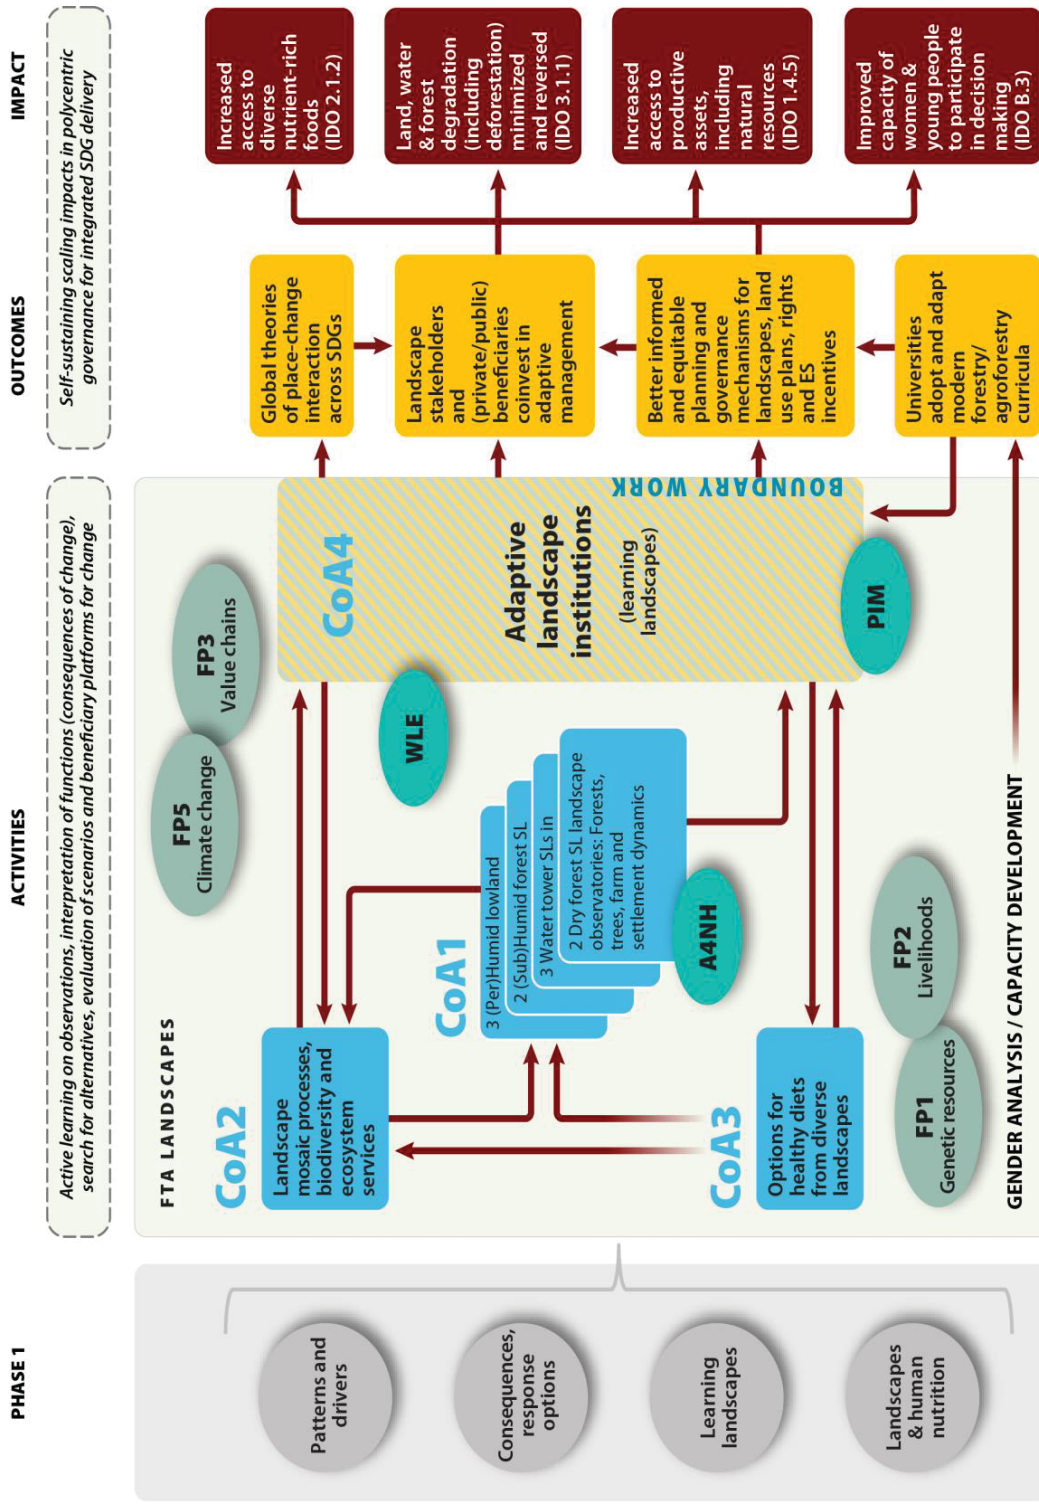 PHASE 1
ACTIVITIES
OUTCOMES
IMPACT
Active learning on observations, interpretation of functions (consequences of change),
search for alternatives, evaluation of scenarios and beneficiary platforms for change
Self-sustaining scaling impacts in polycentric
governance for integrated SDG delivery
Patterns and
drivers
Consequences,
response
options
Learning
landscapes
Landscapes
& human
nutrition
FTA LANDSCAPES
FP5
Climate change
FP3
Value chains
CoA2
Landscape
mosaic processes,
biodiversity and
ecosystem
services
CoA1
3 (Per)Humid lowland
2 (Sub)Humid forest SL
3 Water tower SLs in
2 Dry forest SL landscape
observatories: Forests,
trees, farm and
settlement dynamics
WLE
A4NH
CoA3
Options for
healthy diets
from diverse
landscapes
FP1
Genetic resources
FP2
Livelihoods
CoA4
Adaptive
landscape
institutions
(learning
landscapes)
BOUNDARY WORK
PIM
GENDER ANALYSIS / CAPACITY DEVELOPMENT
Global theories
of place-change
interaction
across SDGs
Landscape
stakeholders
and
(private/public)
beneficiaries
coinvest in
adaptive
management
Better informed
and equitable
planning and
governance
mechanisms for
landscapes, land
use plans, rights
and ES
incentives
Universities
adopt and adapt
modern
forestry/
agroforestry
curricula
Increased
access to
diverse
nutrient-rich
foods
(IDO 2.1.2)
Land, water
& forest
degradation
(including
deforestation)
minimized
and reversed
(IDO 3.1.1)
Increased
access to
productive
assets,
including
natural
resources
(IDO 1.4.5)
Improved
capacity of
women &
young people
to participate
in decision
making
(IDO B.3)